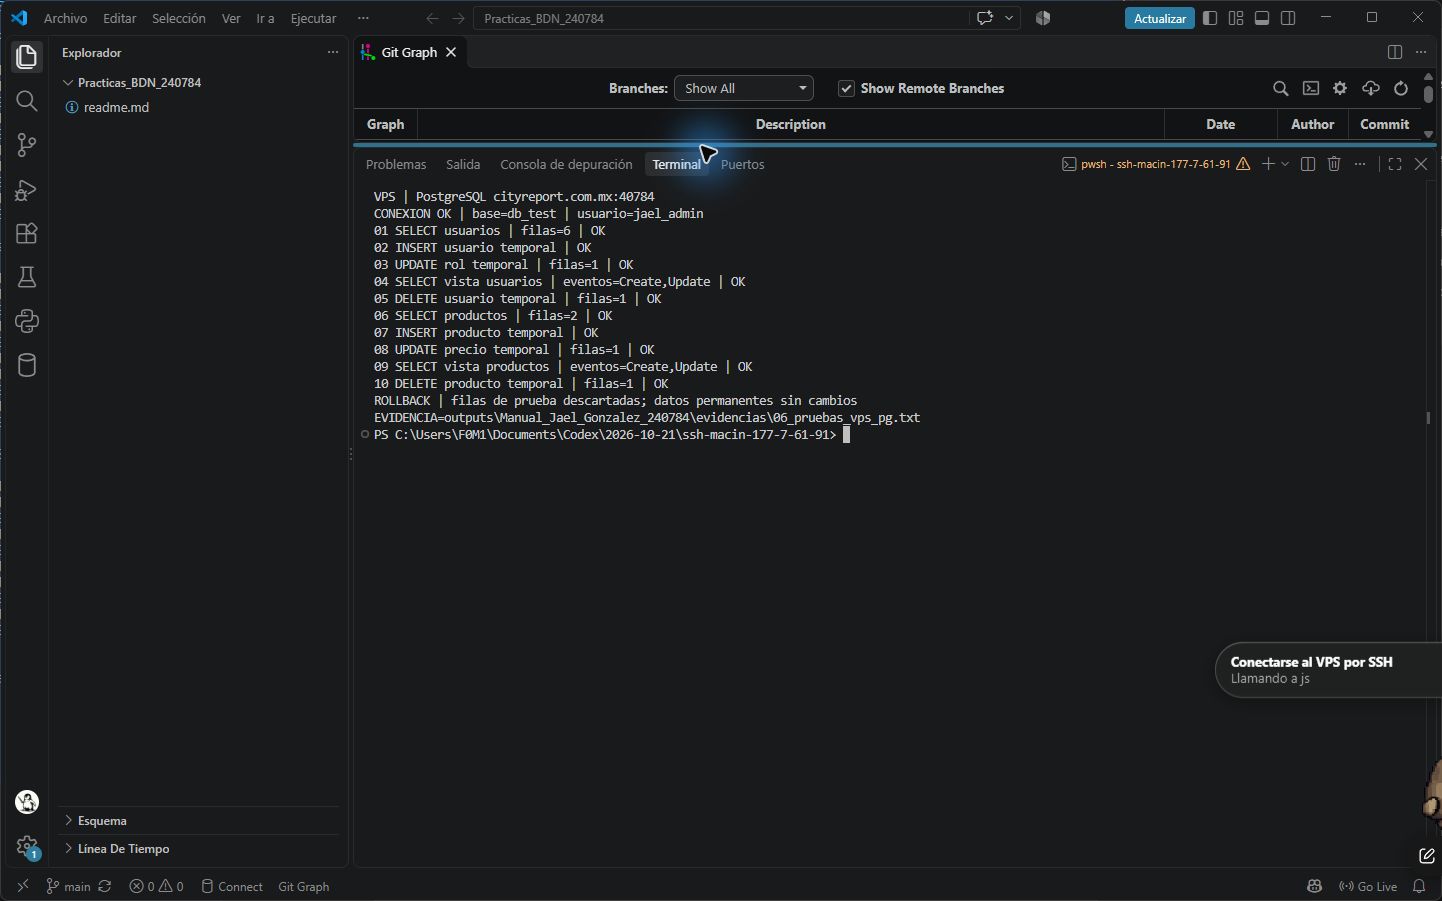 Archivo Editar Selección Ver Ir a Ejecutar ··· Practicas_BDN_240784 Actualizar
Explorador ···
Practicas_BDN_240784
readme.md
Git Graph
Branches: Show All Show Remote Branches
Graph Description Date Author Commit
Problemas Salida Consola de depuración Terminal Puertos pwsh - ssh-macin-177-7-61-91
VPS | PostgreSQL cityreport.com.mx:40784
CONEXION OK | base=db_test | usuario=jael_admin
01 SELECT usuarios | filas=6 | OK
02 INSERT usuario temporal | OK
03 UPDATE rol temporal | filas=1 | OK
04 SELECT vista usuarios | eventos=Create,Update | OK
05 DELETE usuario temporal | filas=1 | OK
06 SELECT productos | filas=2 | OK
07 INSERT producto temporal | OK
08 UPDATE precio temporal | filas=1 | OK
09 SELECT vista productos | eventos=Create,Update | OK
10 DELETE producto temporal | filas=1 | OK
ROLLBACK | filas de prueba descartadas; datos permanentes sin cambios
EVIDENCIA=outputs\Manual_Jael_Gonzalez_240784\evidencias\06_pruebas_vps_pg.txt
PS C:\Users\F0M1\Documents\Codex\2026-10-21\ssh-macin-177-7-61-91>
Conectarse al VPS por SSH
Llamando a js
Esquema
Línea De Tiempo
1
main 0 0 Connect Git Graph Go Live